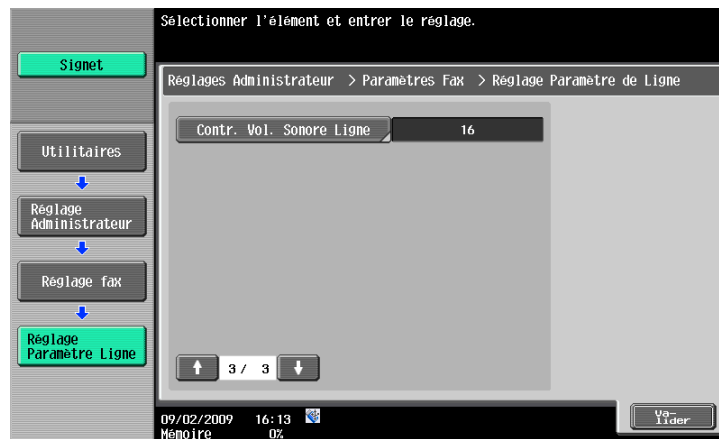 Sélectionner l'élément et entrer le réglage.
Signet
Réglages Administrateur > Paramètres Fax > Réglage Paramètre de Ligne
Contr. Vol. Sonore Ligne 16
Utilitaires
Réglage
Administrateur
Réglage fax
Réglage
Paramètre Ligne
3/ 3
09/02/2009 16:13
Mémoire 0%
Va-
lider